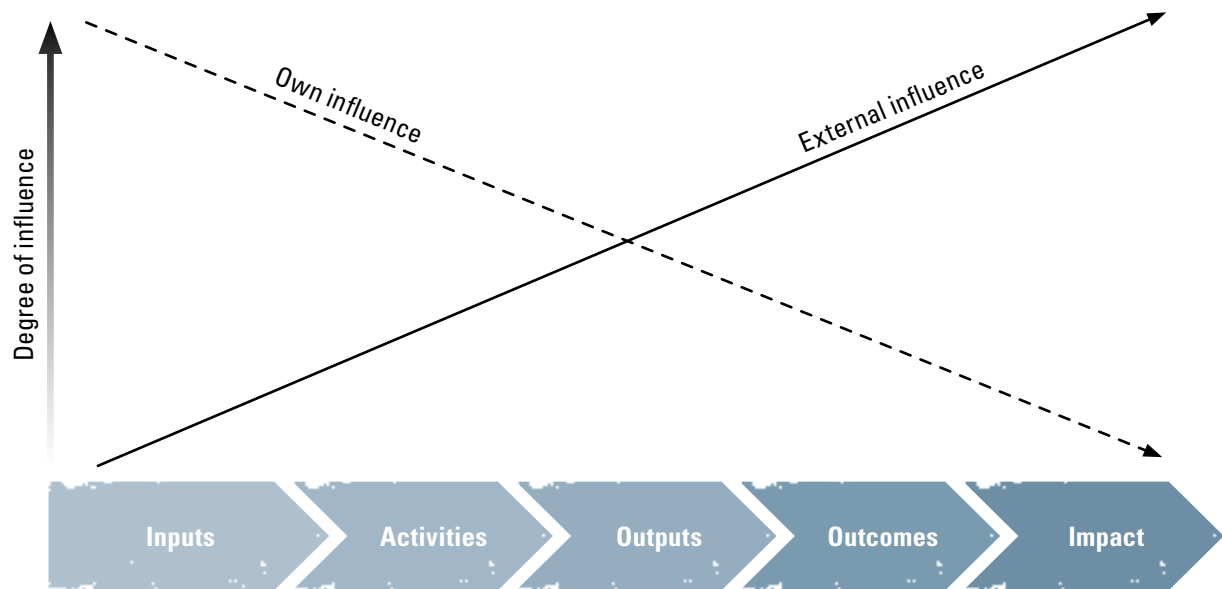 Own influence
External influence
Degree of influence
Inputs
Activities
Outputs
Outcomes
Impact